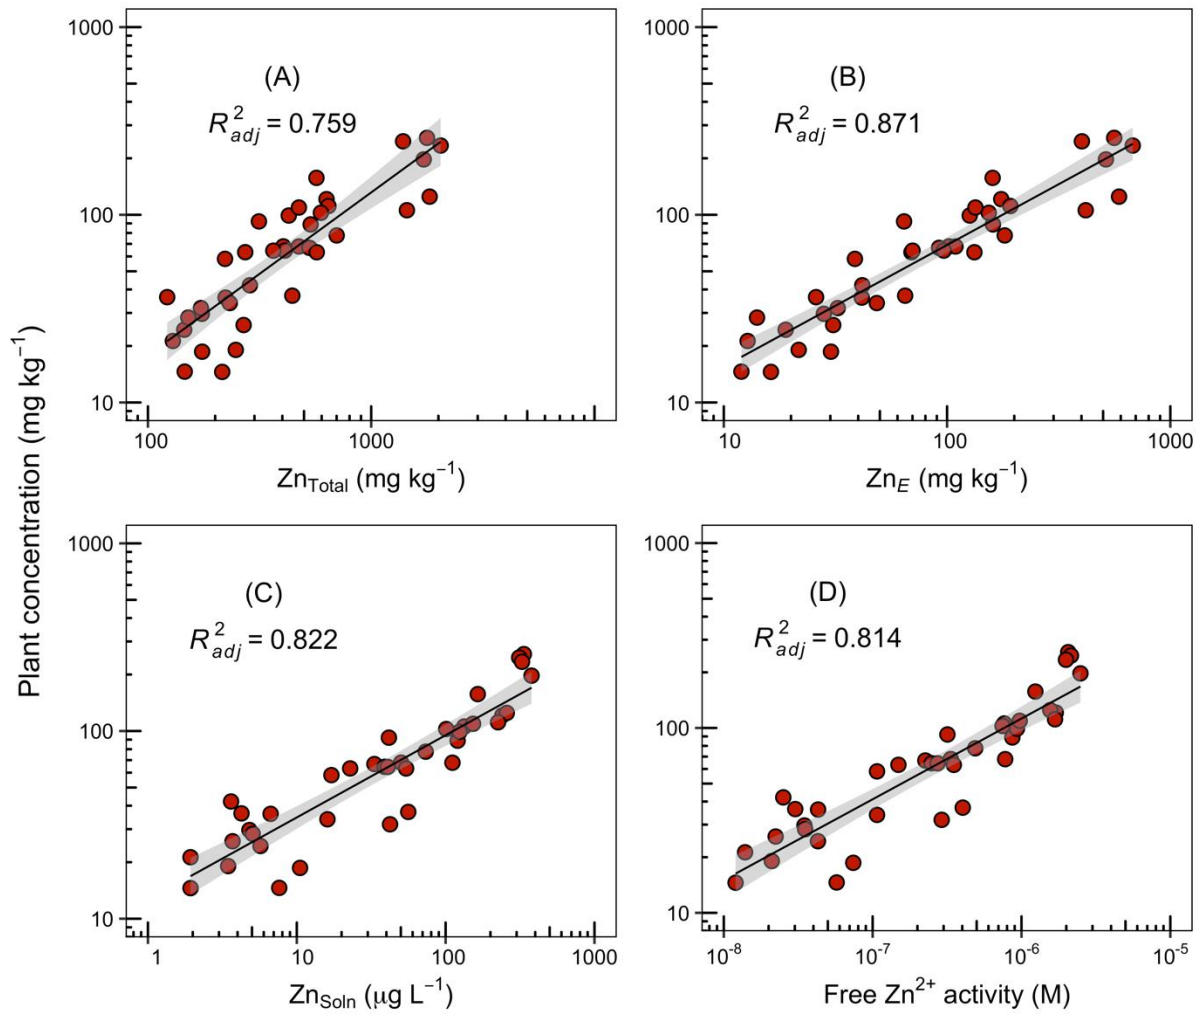 Plant concentration (mg kg⁻¹)
(A)
R²adj = 0.759
1000
100
10
100
1000
ZnTotal (mg kg⁻¹)
(B)
R²adj = 0.871
1000
100
10
10
100
1000
ZnE (mg kg⁻¹)
(C)
R²adj = 0.822
1000
100
10
1
10
100
1000
ZnSoln (μg L⁻¹)
(D)
R²adj = 0.814
1000
100
10
10⁻⁸
10⁻⁷
10⁻⁶
10⁻⁵
Free Zn²⁺ activity (M)